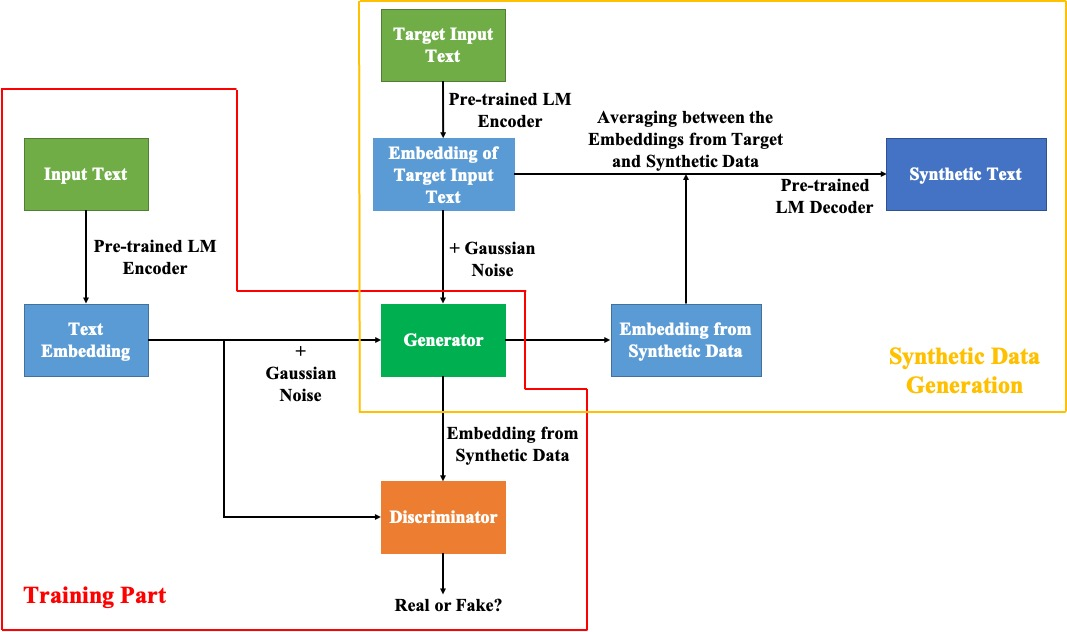 Target Input
Text
Pre-trained LM
Encoder
Averaging between the
Embeddings from Target
and Synthetic Data
Input Text
Embedding of
Target Input
Text
Synthetic Text
Pre-trained
LM Decoder
Pre-trained LM
Encoder
+ Gaussian
Noise
Text
Embedding
Generator
Embedding from
Synthetic Data
+
Gaussian
Noise
Synthetic Data
Generation
Embedding from
Synthetic Data
Discriminator
Training Part
Real or Fake?